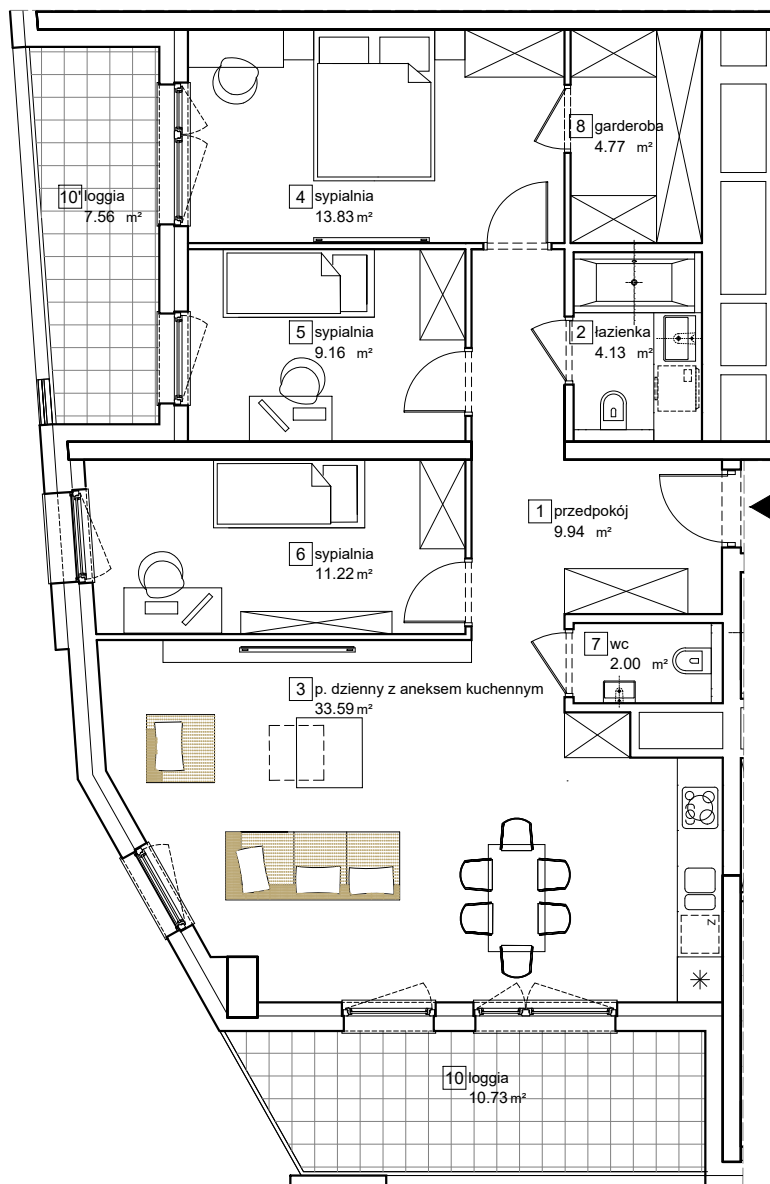 8 garderoba
4.77 m²
10' loggia
7.56 m²
4 sypialnia
13.83 m²
5 sypialnia
9.16 m²
2 łazienka
4.13 m²
1 przedpokój
9.94 m²
6 sypialnia
11.22 m²
7 wc
2.00 m²
3 p. dzienny z aneksem kuchennym
33.59 m²
Z
10 loggia
10.73 m²